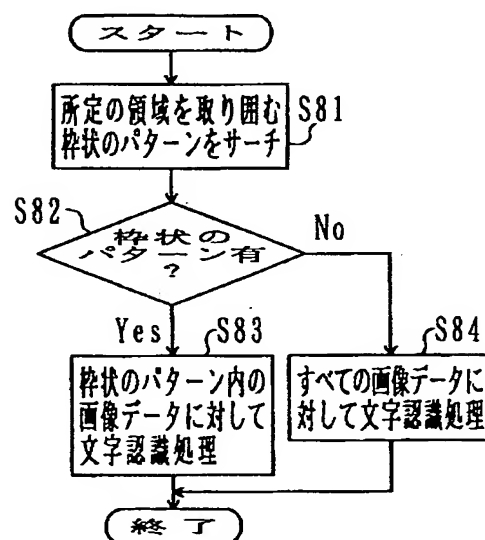 スタート
所定の領域を取り囲む
枠状のパターンをサーチ
S81
S82
枠状の
パターン有
?
No
Yes
S83
枠状のパターン内の
画像データに対して
文字認識処理
S84
すべての画像データに
対して文字認識処理
終了